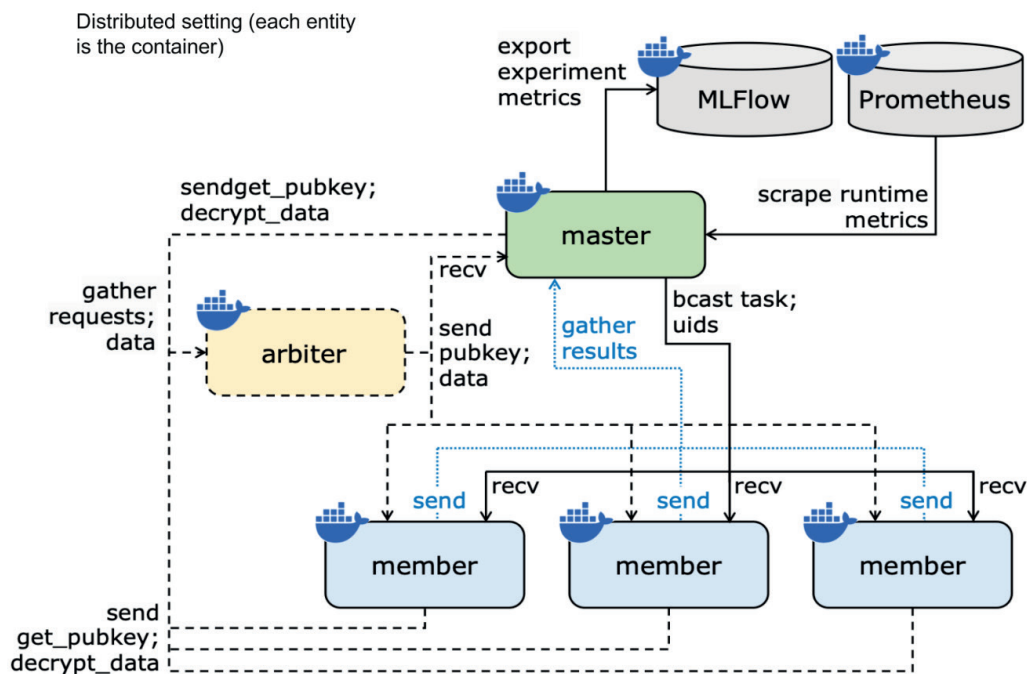 Distributed setting (each entity
is the container)
export
experiment
metrics
MLFlow
Prometheus
sendget_pubkey;
decrypt_data
scrape runtime
metrics
master
recv
gather
requests;
data
arbiter
send
pubkey;
data
gather
results
bcast task;
uids
send
recv
send
recv
send
recv
member
member
member
send
get_pubkey;
decrypt_data